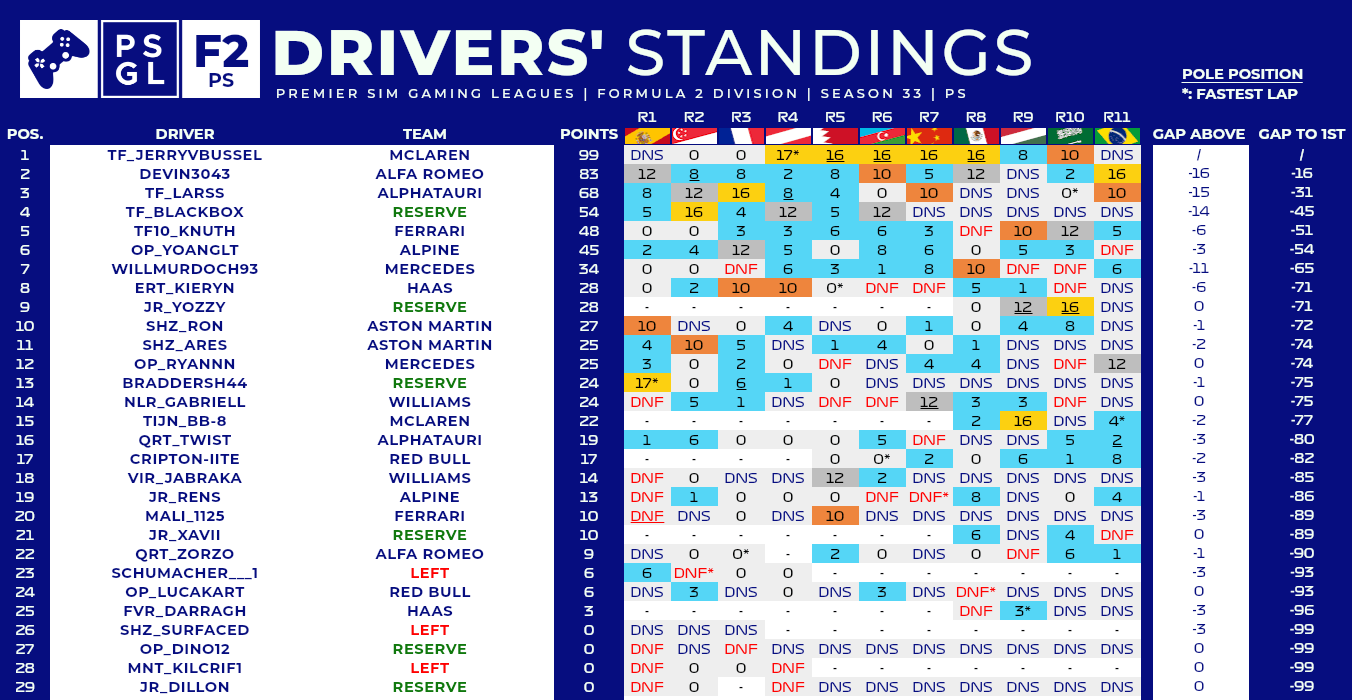 PS GL F2 PS DRIVERS' STANDINGS
PREMIER SIM GAMING LEAGUES | FORMULA 2 DIVISION | SEASON 33 | PS
POLE POSITION
*: FASTEST LAP
R1 R2 R3 R4 R5 R6 R7 R8 R9 R10 R11
POS. DRIVER TEAM POINTS GAP ABOVE GAP TO 1ST
1 TF_JERRYVBUSSEL MCLAREN 99 DNS 0 0 17* 16 16 16 16 8 10 DNS / /
2 DEVIN3043 ALFA ROMEO 83 12 8 8 2 8 10 5 12 DNS 2 16 -16 -16
3 TF_LARSS ALPHATAURI 68 8 12 16 8 4 0 10 DNS DNS 0* 10 -15 -31
4 TF_BLACKBOX RESERVE 54 5 16 4 12 5 12 DNS DNS DNS DNS DNS -14 -45
5 TF10_KNUTH FERRARI 48 0 0 3 3 6 6 3 DNF 10 12 5 -6 -51
6 OP_YOANGLT ALPINE 45 2 4 12 5 0 8 6 0 5 3 DNF -3 -54
7 WILLMURDOCH93 MERCEDES 34 0 0 DNF 6 3 1 8 10 DNF DNF 6 -11 -65
8 ERT_KIERYN HAAS 28 0 2 10 10 0* DNF DNF 5 1 DNF DNS -6 -71
9 JR_YOZZY RESERVE 28 - - - - - - - 0 12 16 DNS 0 -71
10 SHZ_RON ASTON MARTIN 27 10 DNS 0 4 DNS 0 1 0 4 8 DNS -1 -72
11 SHZ_ARES ASTON MARTIN 25 4 10 5 DNS 1 4 0 1 DNS DNS DNS -2 -74
12 OP_RYANNN MERCEDES 25 3 0 2 0 DNF DNS 4 4 DNS DNF 12 0 -74
13 BRADDERSH44 RESERVE 24 17* 0 6 1 0 DNS DNS DNS DNS DNS DNS -1 -75
14 NLR_GABRIELL WILLIAMS 24 DNF 5 1 DNS DNF DNF 12 3 3 DNF DNS 0 -75
15 TIJN_BB-8 MCLAREN 22 - - - - - - - 2 16 DNS 4* -2 -77
16 QRT_TWIST ALPHATAURI 19 1 6 0 0 0 5 DNF DNS DNS 5 2 -3 -80
17 CRIPTON-IITE RED BULL 17 - - - - 0 0* 2 0 6 1 8 -2 -82
18 VIR_JABRAKA WILLIAMS 14 DNF 0 DNS DNS 12 2 DNS DNS DNS DNS DNS -3 -85
19 JR_RENS ALPINE 13 DNF 1 0 0 0 DNF DNF* 8 DNS 0 4 -1 -86
20 MALI_1125 FERRARI 10 DNF DNS 0 DNS 10 DNS DNS DNS DNS DNS DNS -3 -89
21 JR_XAVII RESERVE 10 - - - - - - - 6 DNS 4 DNF 0 -89
22 QRT_ZORZO ALFA ROMEO 9 DNS 0 0* - 2 0 DNS 0 DNF 6 1 -1 -90
23 SCHUMACHER___1 LEFT 6 6 DNF* 0 0 - - - - - - - -3 -93
24 OP_LUCAKART RED BULL 6 DNS 3 DNS 0 DNS 3 DNS DNF* DNS DNS DNS 0 -93
25 FVR_DARRAGH HAAS 3 - - - - - - - DNF 3* DNS DNS -3 -96
26 SHZ_SURFACED LEFT 0 DNS DNS DNS - - - - - - - - -3 -99
27 OP_DINO12 RESERVE 0 DNF DNS DNF DNS DNS DNS DNS DNS DNS DNS DNS 0 -99
28 MNT_KILCRIF1 LEFT 0 DNF 0 0 DNF - - - - - - - 0 -99
29 JR_DILLON RESERVE 0 DNF 0 - DNF DNS DNS DNS DNS DNS DNS DNS 0 -99